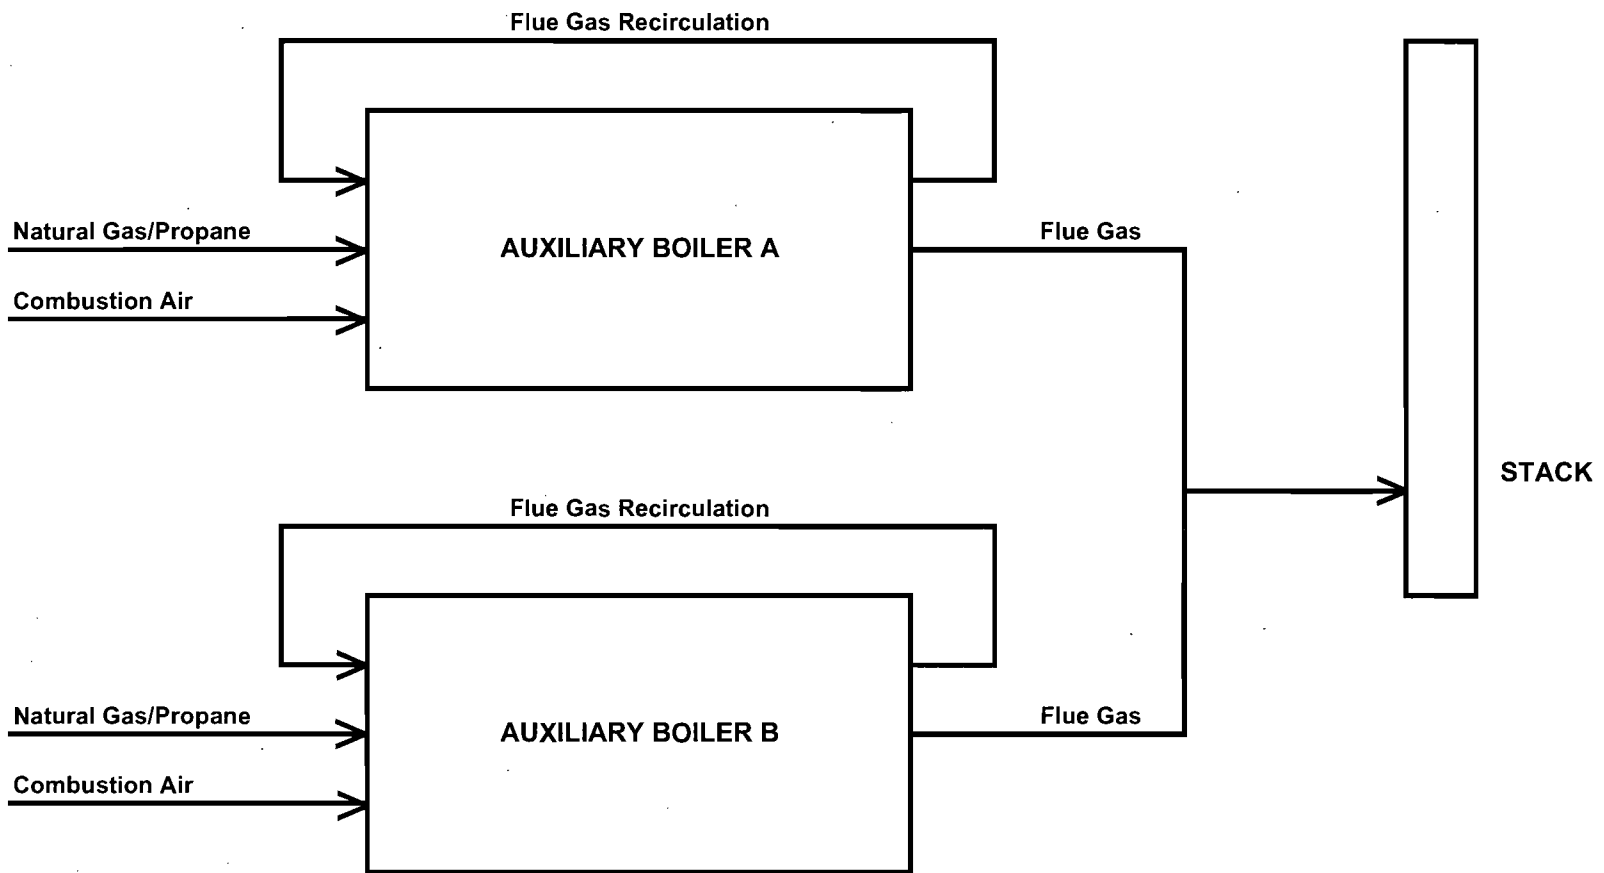 Flue Gas Recirculation
Natural Gas/Propane
AUXILIARY BOILER A
Flue Gas
Combustion Air
STACK
Flue Gas Recirculation
Natural Gas/Propane
AUXILIARY BOILER B
Flue Gas
Combustion Air